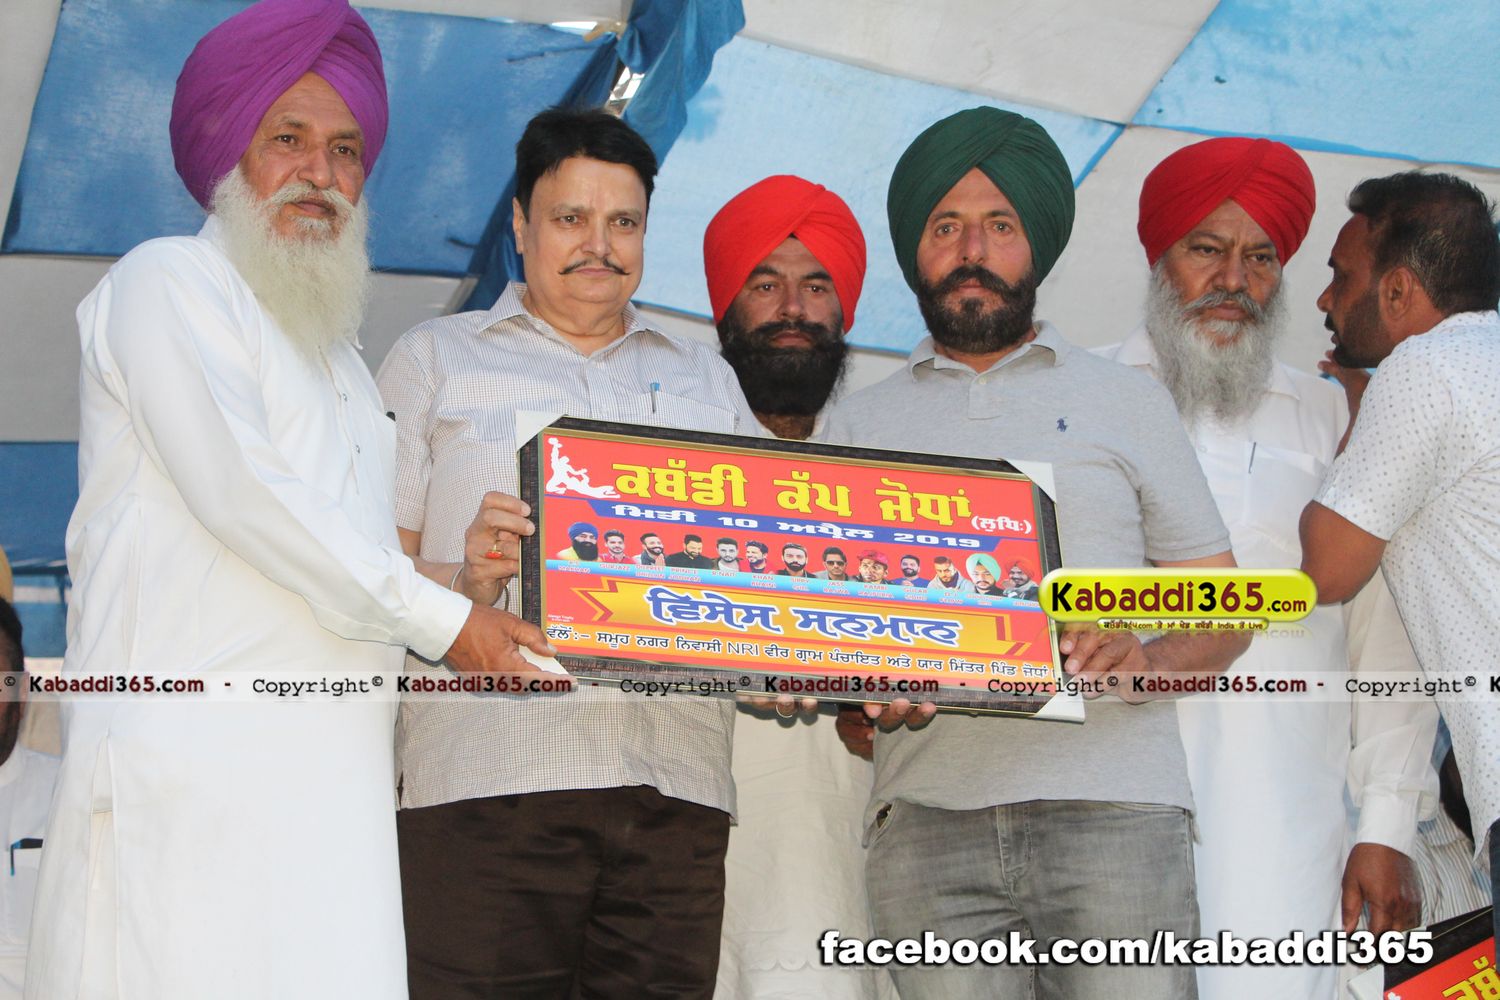 ਕਬੱਡੀ ਕੱਪ ਜੋਧਾਂ (ਲੁਧਿ:)
ਮਿਤੀ 10 ਅਪ੍ਰੈਲ 2019
ਵਿਸੇਸ ਸਨਮਾਨ
ਵੱਲੋਂ :- ਸਮੂਹ ਨਗਰ ਨਿਵਾਸੀ NRI ਵੀਰ ਗ੍ਰਾਮ ਪੰਚਾਇਤ ਅਤੇ ਯਾਰ ਮਿੱਤਰ ਪਿੰਡ ਜੋਧਾਂ
Kabaddi365.com
© Kabaddi365.com - Copyright© Kabaddi365.com - Copyright© Kabaddi365.com - Copyright© Kabaddi365.com - Copyright© K
facebook.com/kabaddi365